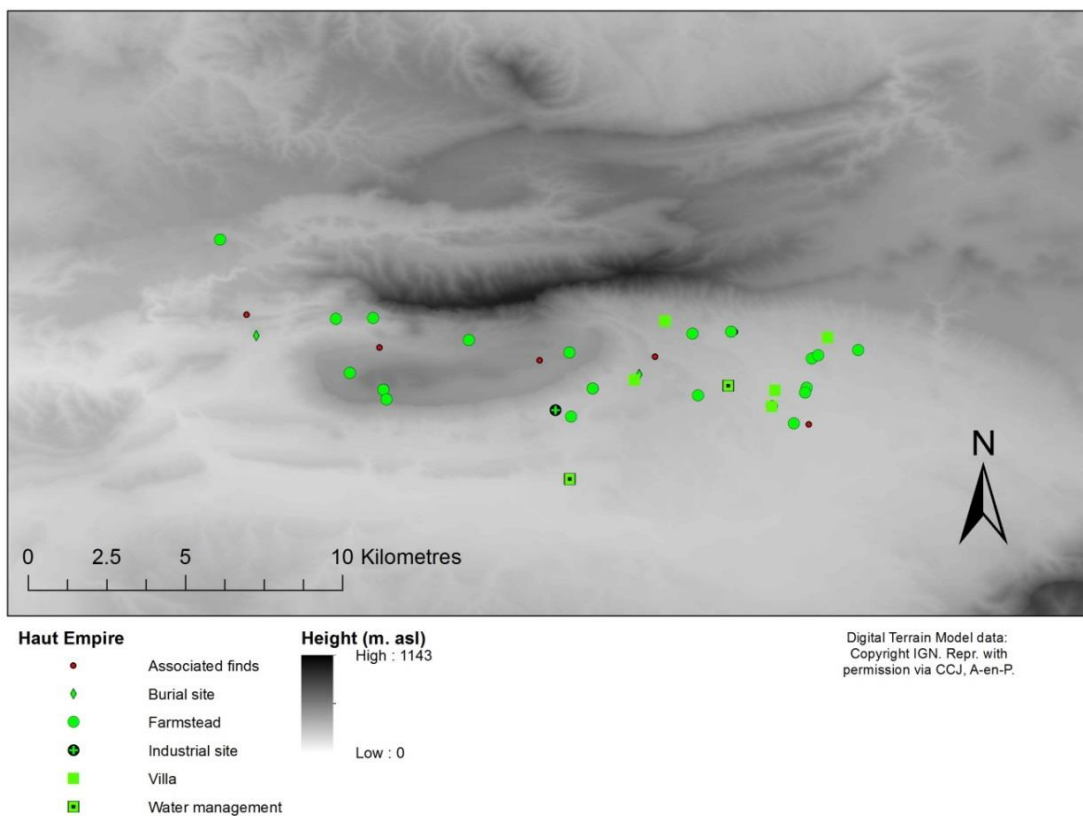 N
0 2.5 5 10 Kilometres
Haut Empire
Associated finds
Burial site
Farmstead
Industrial site
Villa
Water management
Height (m. asl)
High : 1143
Low : 0
Digital Terrain Model data:
Copyright IGN. Repr. with
permission via CCJ, A-en-P.